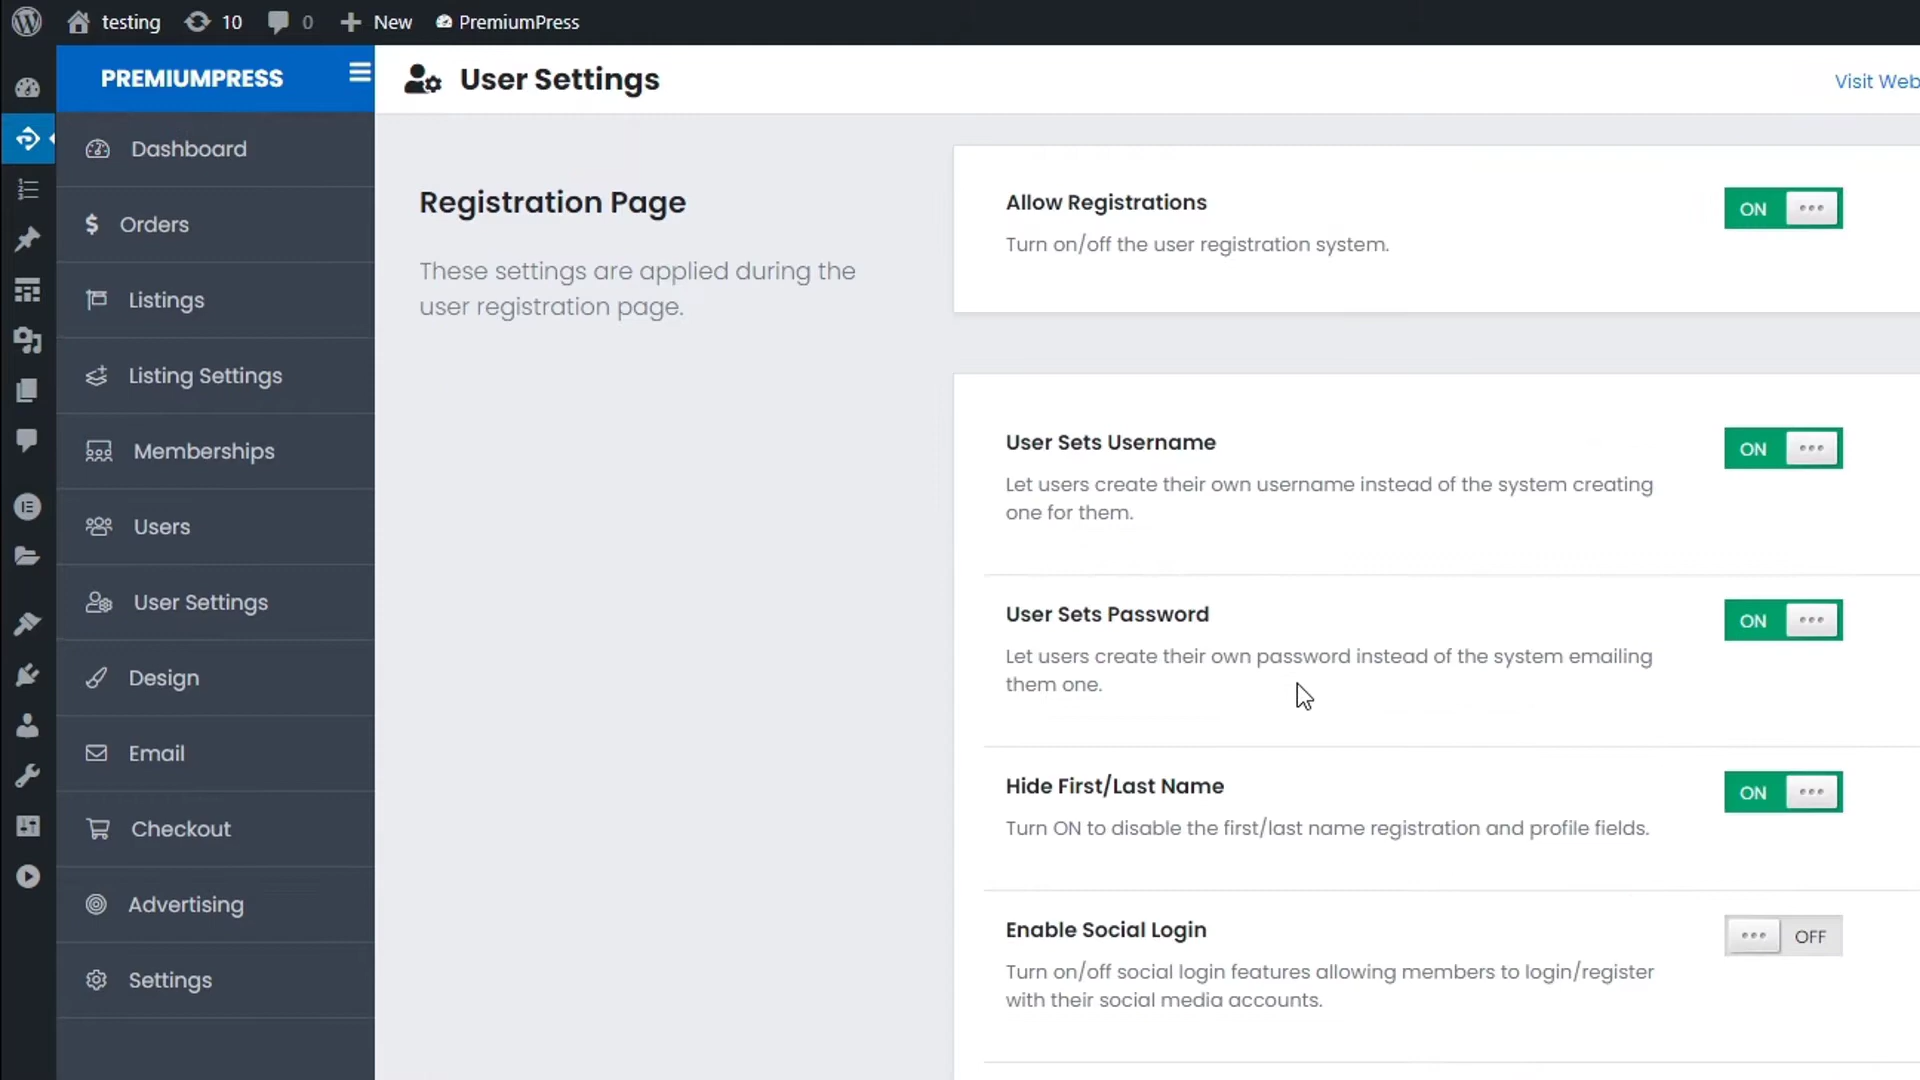 testing 10 0 New PremiumPress
PREMIUMPRESS
User Settings
Visit Web
Dashboard
Orders
Listings
Listing Settings
Memberships
Users
User Settings
Design
Email
Checkout
Advertising
Settings
Registration Page
These settings are applied during the
user registration page.
Allow Registrations
ON
Turn on/off the user registration system.
User Sets Username
ON
Let users create their own username instead of the system creating
one for them.
User Sets Password
ON
Let users create their own password instead of the system emailing
them one.
Hide First/Last Name
ON
Turn ON to disable the first/last name registration and profile fields.
Enable Social Login
OFF
Turn on/off social login features allowing members to login/register
with their social media accounts.